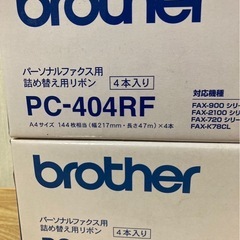 brother
パーソナルファクス用
詰め替え用リボン 4本入り
PC-404RF
A4サイズ 144枚相当(幅217mm・長さ47m)×4本
対応機種
FAX-900 シリ
FAX-2100 シリ
FAX-720 シリー
FAX-K78CL
brother
パーソナルファクス用
詰め替え用リボン 4本入り